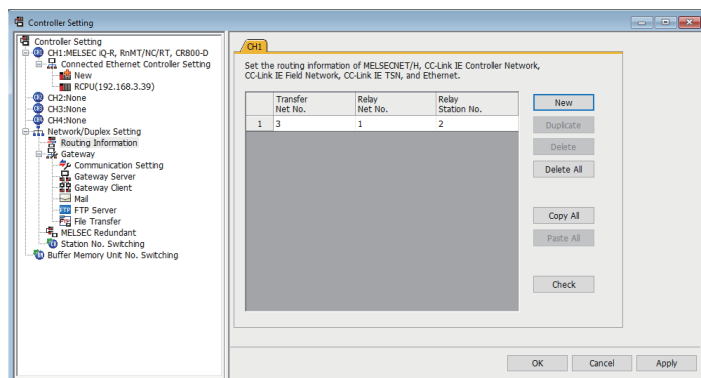 Controller Setting
Controller Setting
CH1:MELSEC iQ-R, RnMT/NC/RT, CR800-D
Connected Ethernet Controller Setting
New
RCPU(192.168.3.39)
CH2:None
CH3:None
CH4:None
Network/Duplex Setting
Routing Information
Gateway
Communication Setting
Gateway Server
Gateway Client
Mail
FTP Server
File Transfer
MELSEC Redundant
Station No. Switching
Buffer Memory Unit No. Switching
CH1
Set the routing information of MELSECNET/H, CC-Link IE Controller Network,
CC-Link IE Field Network, CC-Link IE TSN, and Ethernet.
Transfer Net No. Relay Net No. Relay Station No.
1 3 1 2
New
Duplicate
Delete
Delete All
Copy All
Paste All
Check
OK Cancel Apply